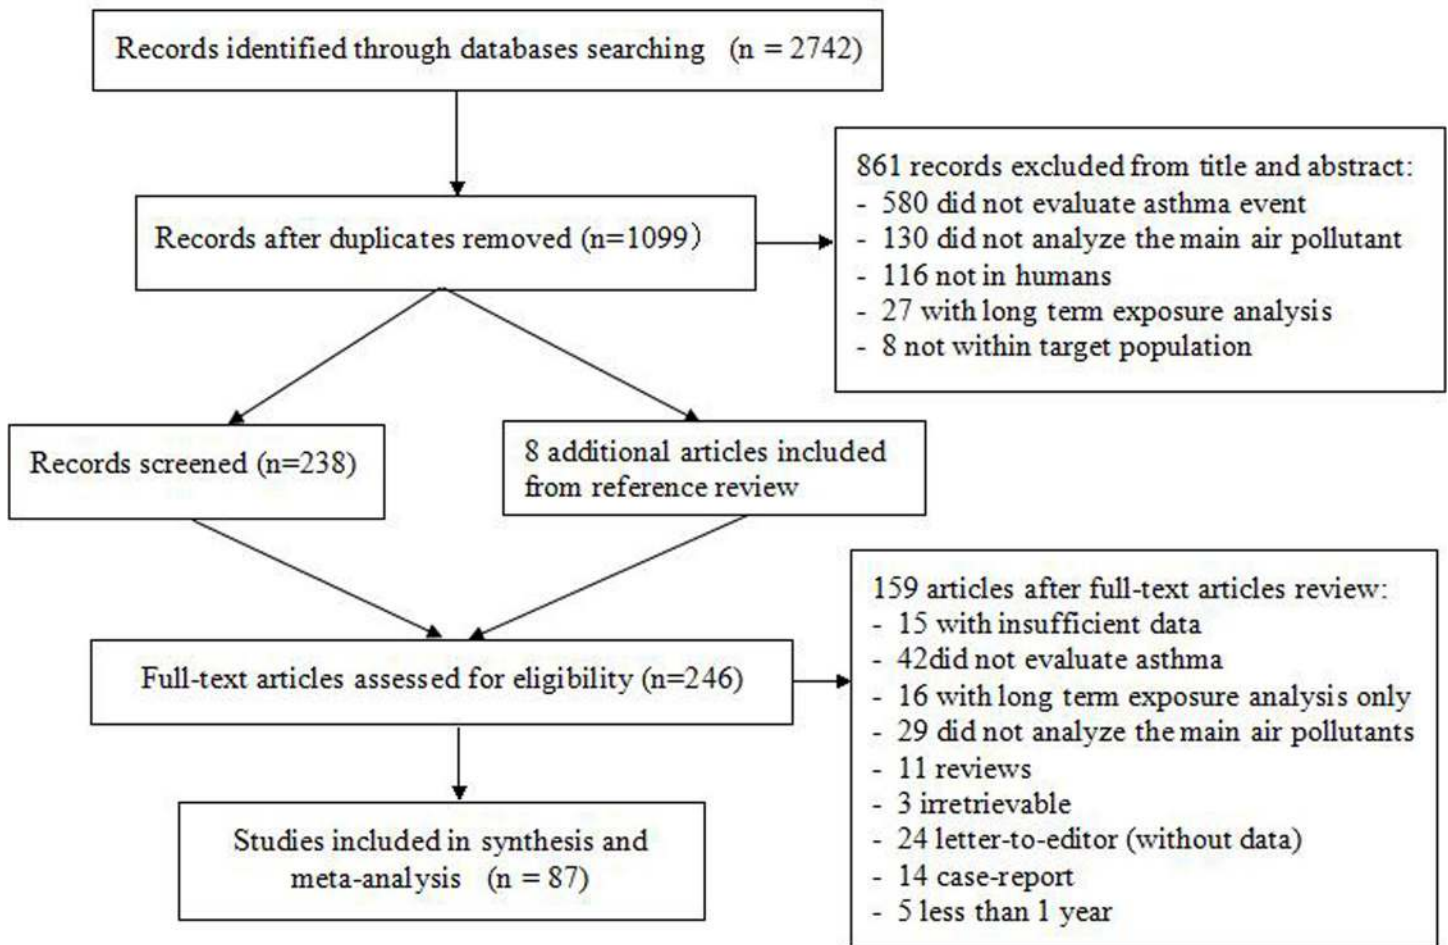 Records identified through databases searching (n = 2742)
861 records excluded from title and abstract:
- 580 did not evaluate asthma event
- 130 did not analyze the main air pollutant
- 116 not in humans
- 27 with long term exposure analysis
- 8 not within target population
Records after duplicates removed (n=1099)
Records screened (n=238)
8 additional articles included
from reference review
159 articles after full-text articles review:
- 15 with insufficient data
- 42did not evaluate asthma
- 16 with long term exposure analysis only
- 29 did not analyze the main air pollutants
- 11 reviews
- 3 irretrievable
- 24 letter-to-editor (without data)
- 14 case-report
- 5 less than 1 year
Full-text articles assessed for eligibility (n=246)
Studies included in synthesis and
meta-analysis (n = 87)